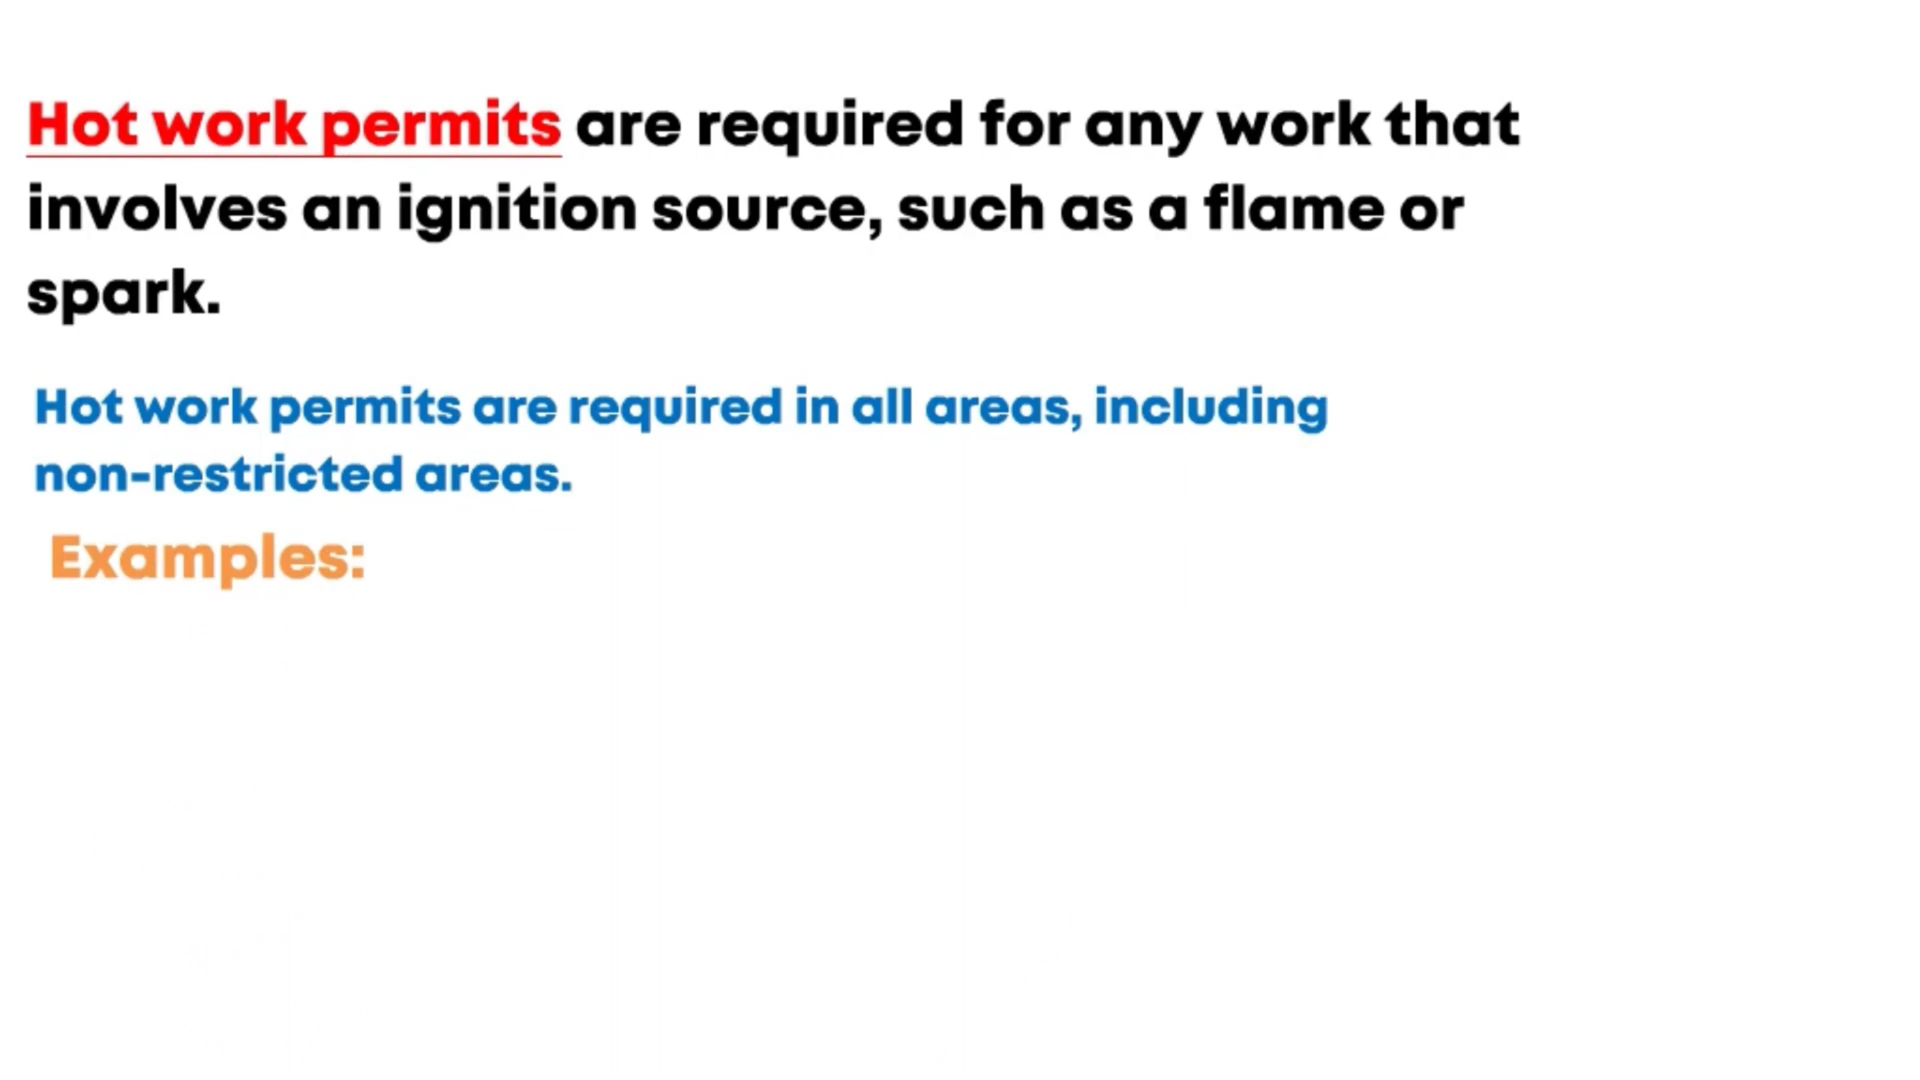 Hot work permits are required for any work that
involves an ignition source, such as a flame or
spark.
Hot work permits are required in all areas, including
non-restricted areas.
Examples: